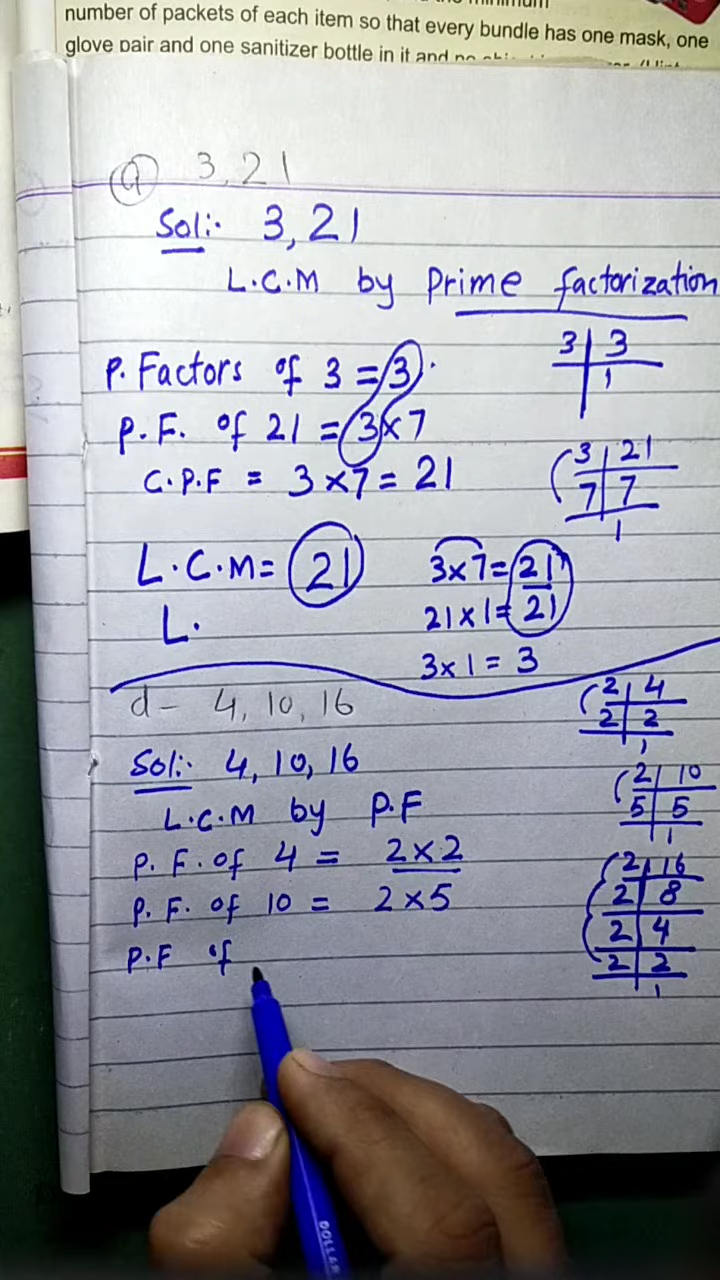 number of packets of each item so that every bundle has one mask, one
glove pair and one sanitizer bottle in it and no
a 3, 21
Sol:- 3, 21
L.C.M by Prime factorization
P. Factors of 3 = 3
3 3
1
P.F. of 21 = 3×7
3 21
7 7
1
C.P.F = 3×7 = 21
L.C.M = 21
3×7 = 21
21×1 = 21
3×1 = 3
L.
d- 4, 10, 16
2 4
2 2
1
Sol:- 4, 10, 16
L.C.M by P.F
2 10
5 5
1
P.F. of 4 = 2×2
P.F. of 10 = 2×5
P.F of
2 16
2 8
2 4
2 2
1
DOLLAR